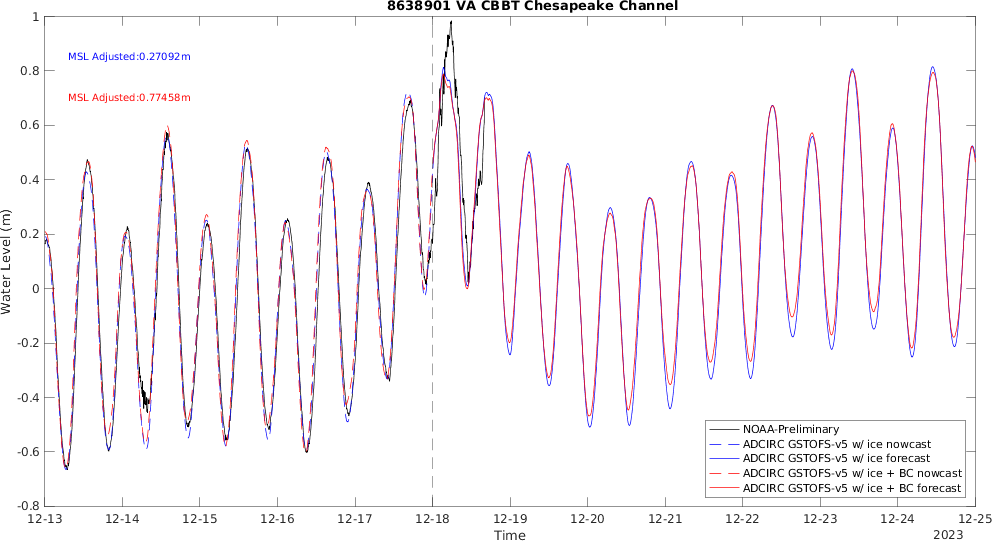 8638901 VA CBBT Chesapeake Channel
MSL Adjusted:0.27092m
MSL Adjusted:0.77458m
Water Level (m)
1
0.8
0.6
0.4
0.2
0
-0.2
-0.4
-0.6
-0.8
NOAA-Preliminary
ADCIRC GSTOFS-v5 w/ ice nowcast
ADCIRC GSTOFS-v5 w/ ice forecast
ADCIRC GSTOFS-v5 w/ ice + BC nowcast
ADCIRC GSTOFS-v5 w/ ice + BC forecast
12-13 12-14 12-15 12-16 12-17 12-18 12-19 12-20 12-21 12-22 12-23 12-24 12-25
Time
2023